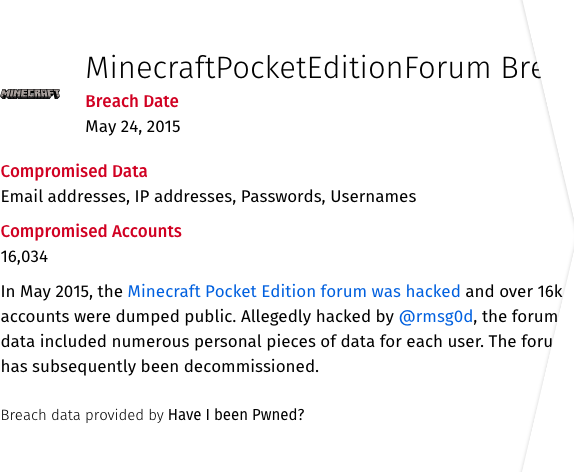 MinecraftPocketEditionForum
MINECRAFT
Breach Date
May 24, 2015
Compromised Data
Email addresses, IP addresses, Passwords, Usernames
Compromised Accounts
16,034
In May 2015, the Minecraft Pocket Edition forum was hacked and over 16k
accounts were dumped public. Allegedly hacked by @rmsg0d, the forum
data included numerous personal pieces of data for each user. The
has subsequently been decommissioned.
Breach data provided by Have I been Pwned?